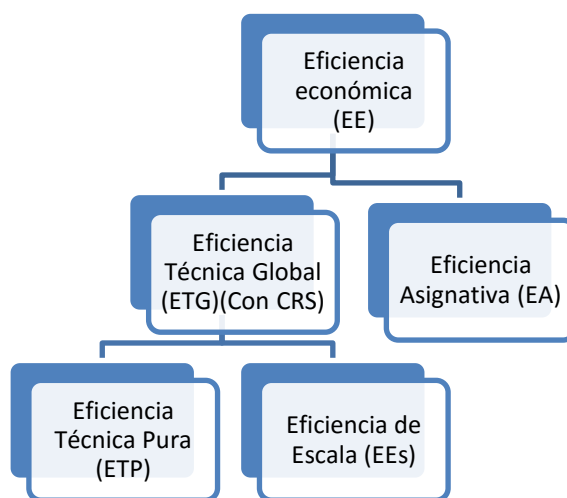 Eficiencia
económica
(EE)
Eficiencia
Técnica Global
(ETG)(Con CRS)
Eficiencia
Asignativa (EA)
Eficiencia
Técnica Pura
(ETP)
Eficiencia de
Escala (EEs)